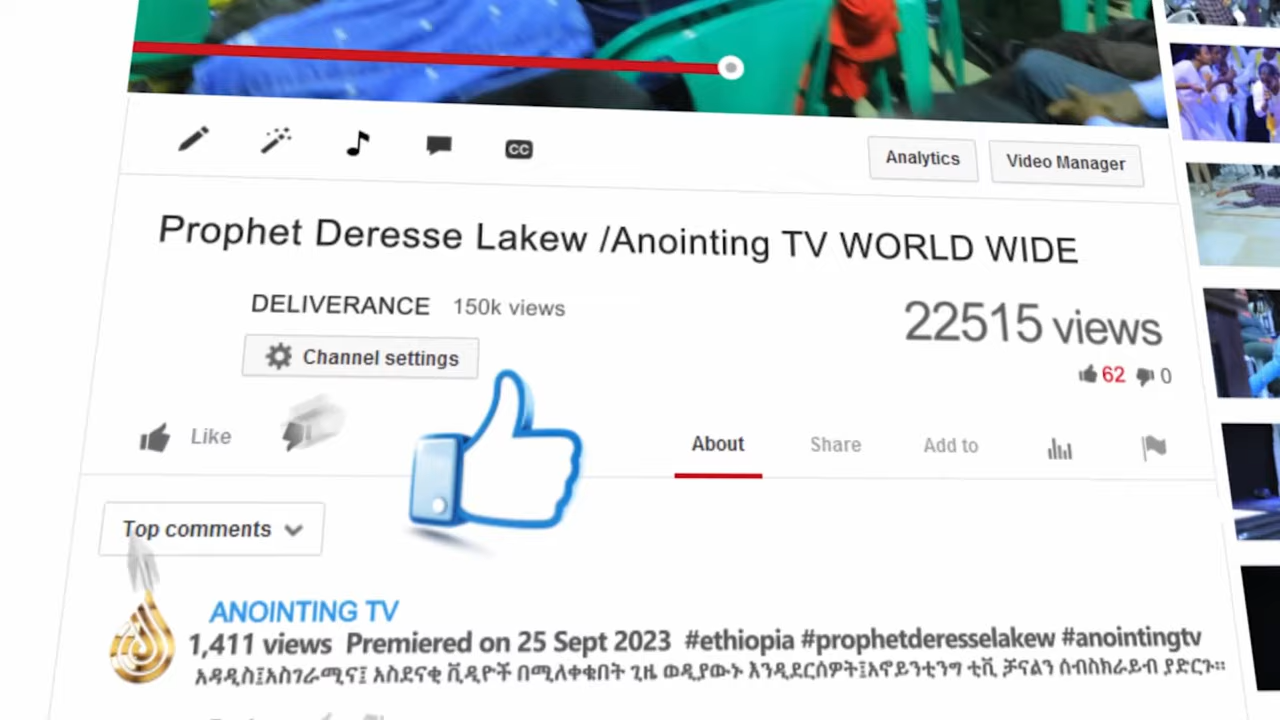 CC
Analytics
Video Manager
Prophet Deresse Lakew /Anointing TV WORLD WIDE
DELIVERANCE 150k views
22515 views
Channel settings
62 0
Like
About Share Add to
Top comments
ANOINTING TV
1,411 views Premiered on 25 Sept 2023 #ethiopia #prophetderesselakew #anointingtv
አዳዲስ፤አስገራሚና፤ አስደናቂ ቪዲዮች በሚለቀቁበት ጊዜ ወዲያውኑ እንዲደርሰዎት፤አኖይንቲንግ ቲቪ ቻናልን ሰብስክራይብ ያድርጉ።